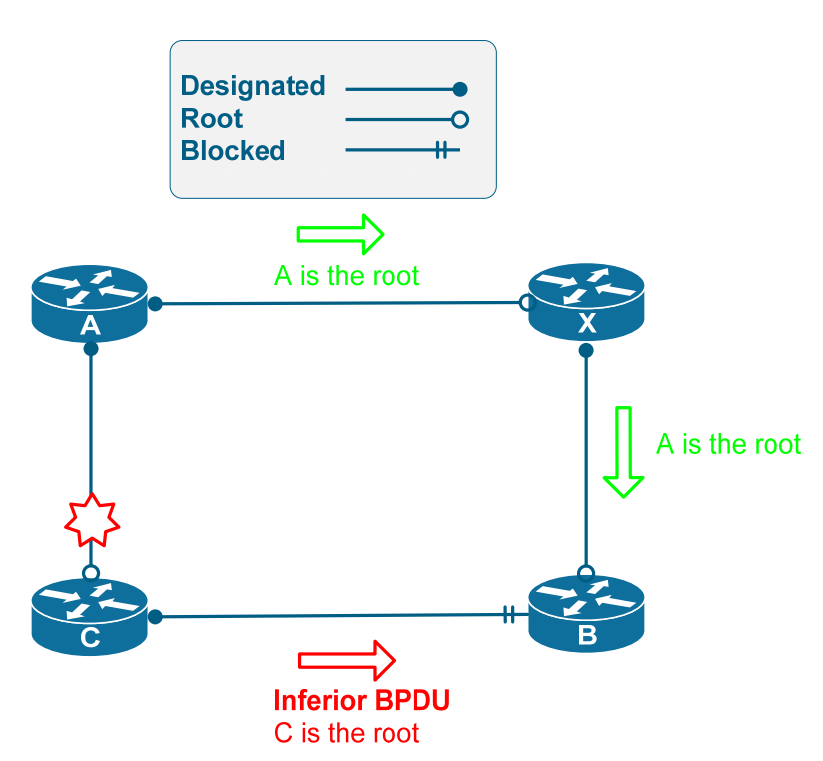 Designated
Root
Blocked
A is the root
A
X
A is the root
C
B
Inferior BPDU
C is the root